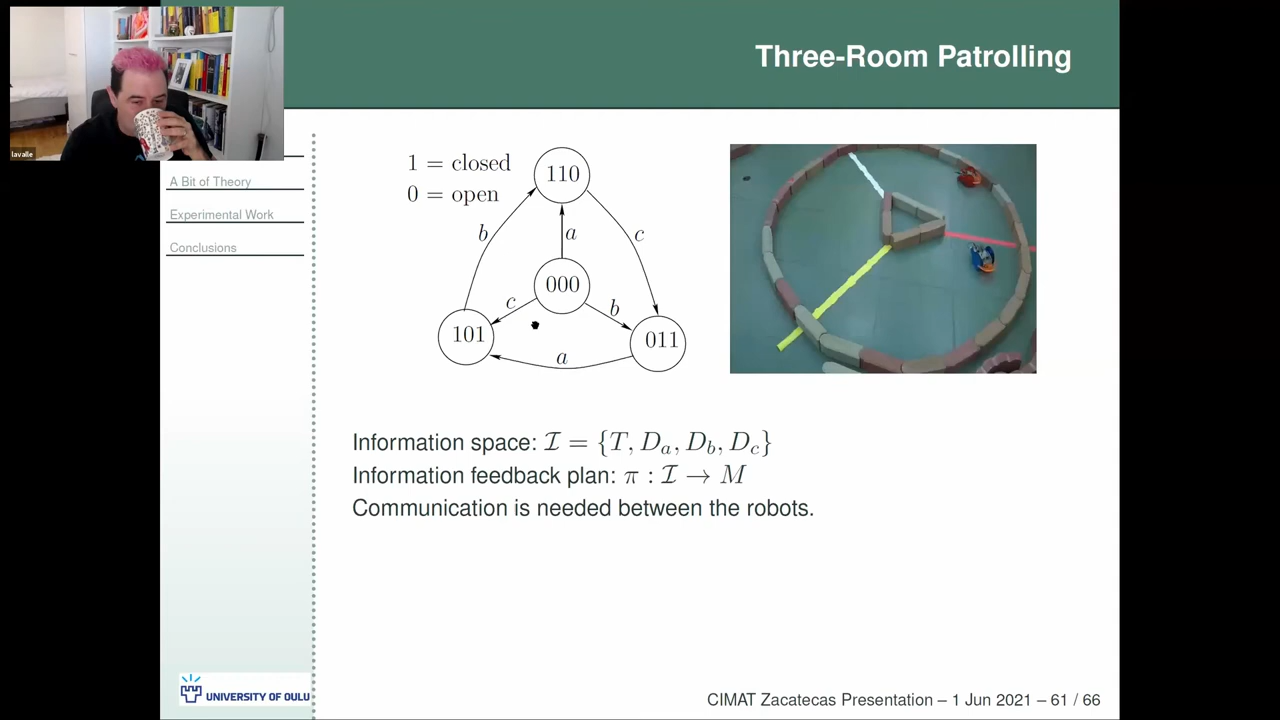 Three-Room Patrolling
lavalle
A Bit of Theory
Experimental Work
Conclusions
1 = closed
0 = open
110
b
a
c
000
c
b
101
011
a
Information space: ℐ = {T, D_a, D_b, D_c}
Information feedback plan: π : ℐ → M
Communication is needed between the robots.
UNIVERSITY OF OULU
CIMAT Zacatecas Presentation – 1 Jun 2021 – 61 / 66